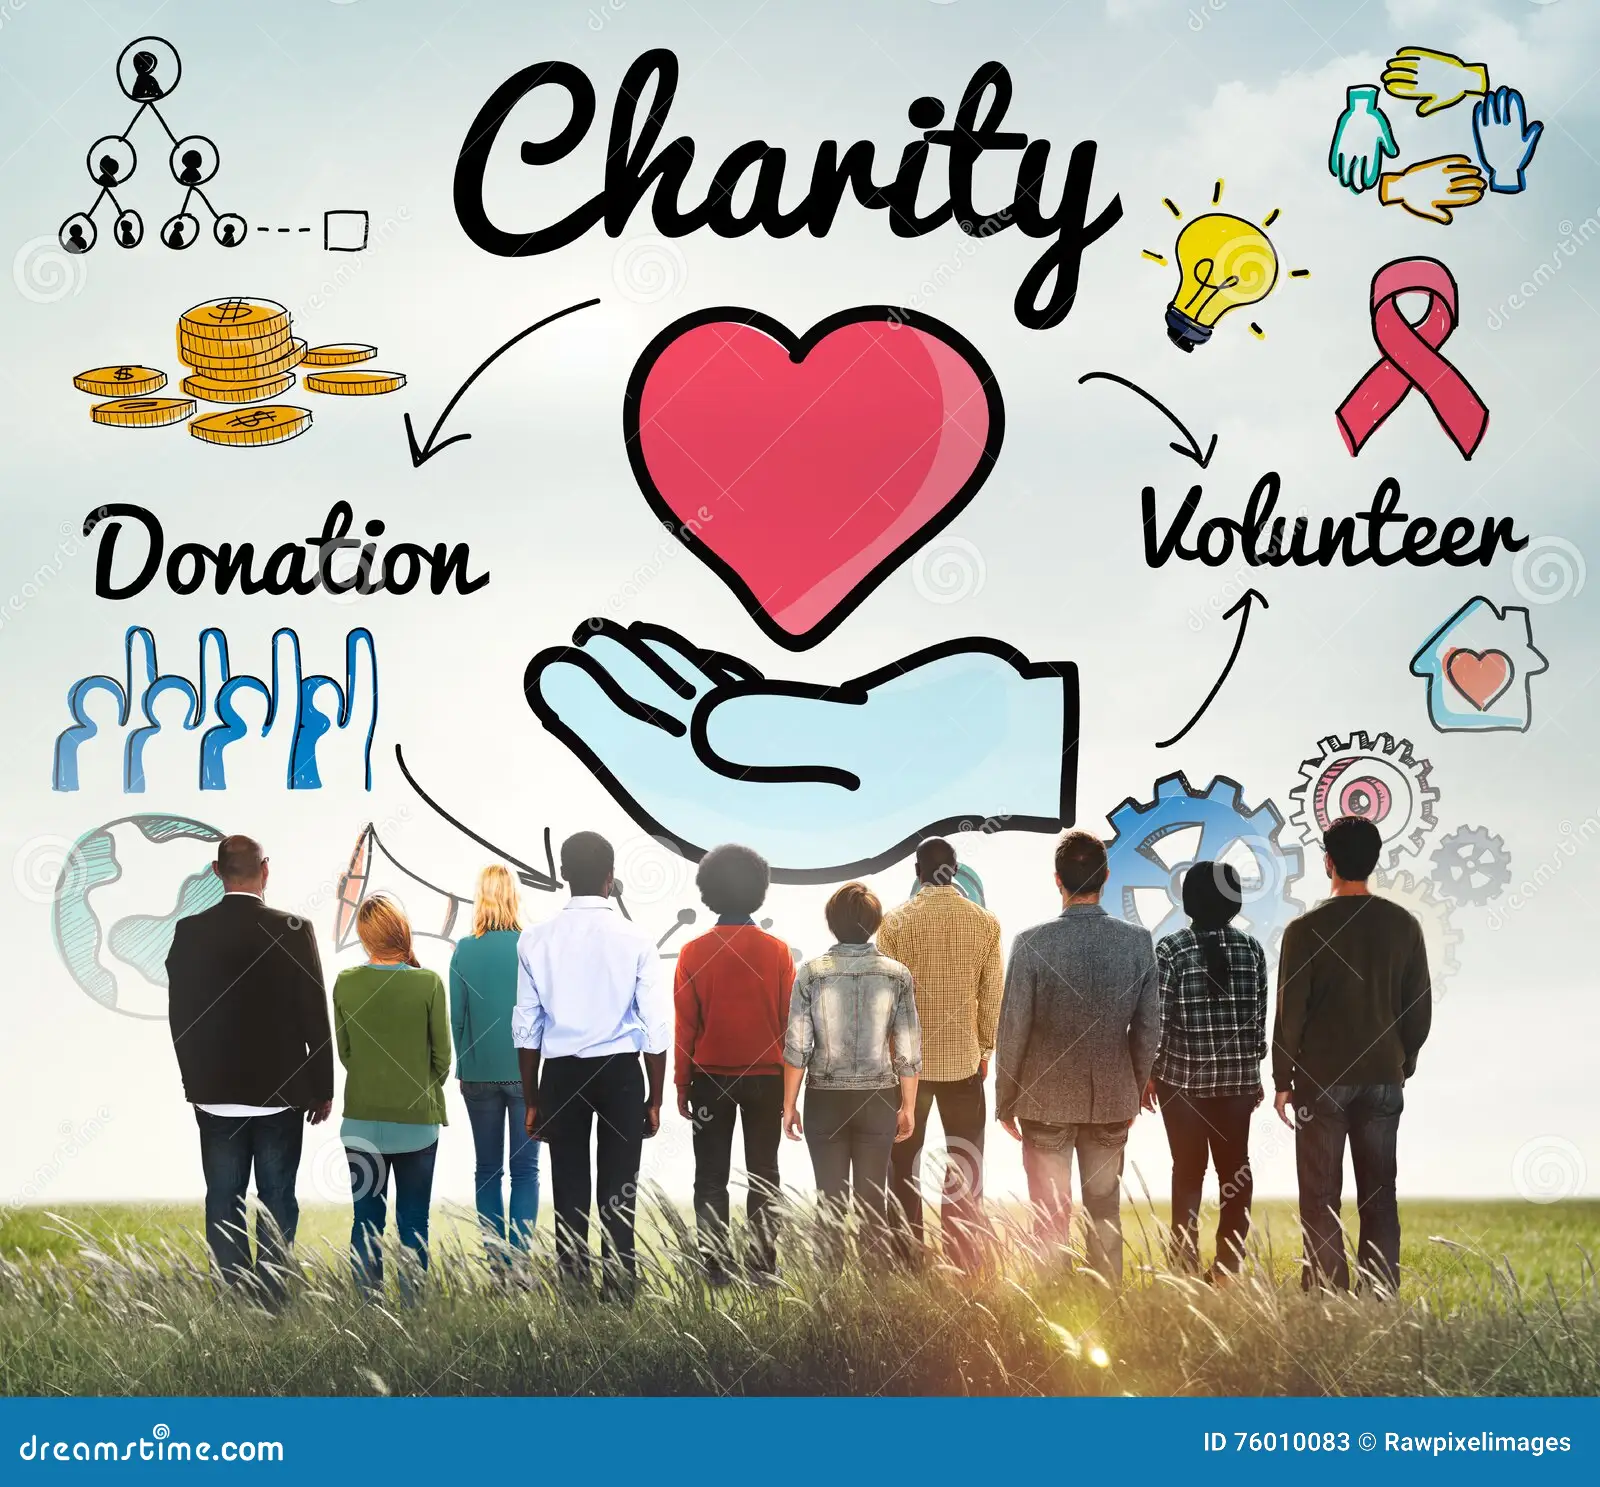 Charity
Donation
Volunteer
dreamstime.com
ID 76010083 © Rawpixelimages